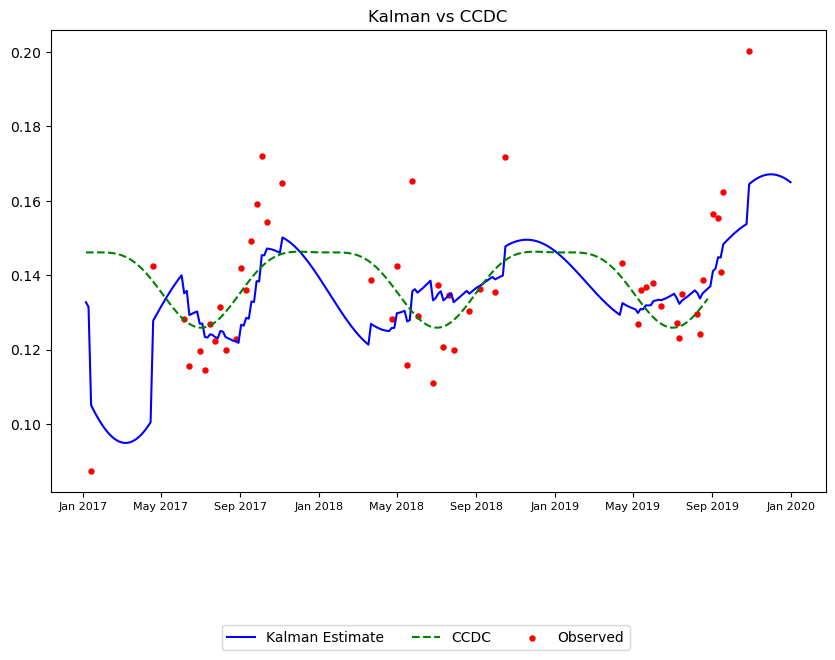 Kalman vs CCDC
0.20
0.18
0.16
0.14
0.12
0.10
Jan 2017 May 2017 Sep 2017 Jan 2018 May 2018 Sep 2018 Jan 2019 May 2019 Sep 2019 Jan 2020
Kalman Estimate CCDC Observed